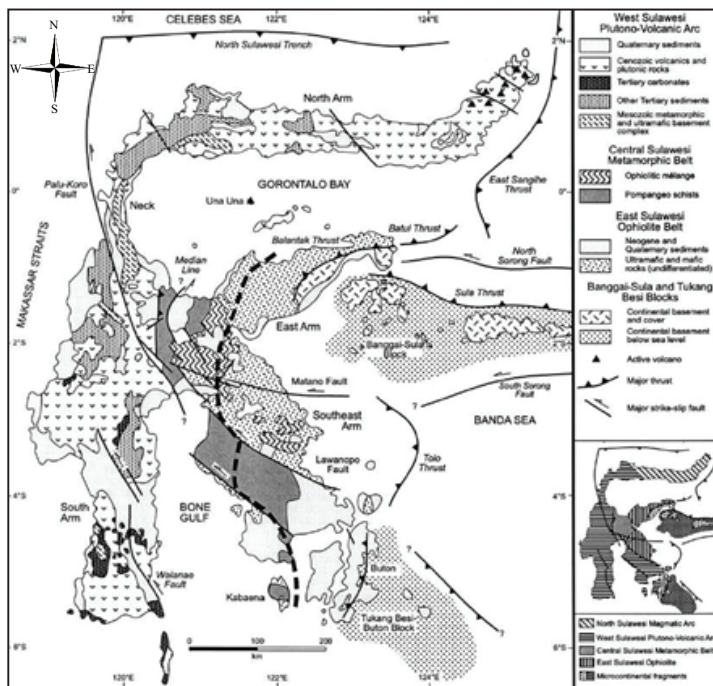 120°E
CELEBES SEA
122°E
124°E
N
W
E
S
2°N
North Sulawesi Trench
North Arm
East Sangihe
Thrust
Palu-Koro
Fault
GORONTALO BAY
0°
Neck
Una Una
Batui Thrust
MAKASSAR STRAITS
Median
Line
?
Balantak Thrust
North
Sorong Fault
Sula Thrust
East Arm
2°S
Banggai-Sula
Block
Matano Fault
South Sorong Fault
?
Southeast
Arm
BANDA SEA
?
Lawanopo
Fault
Tolo
Thrust
4°S
South
Arm
BONE
GULF
?
Walanae
Fault
Buton
Kabaena
Tukang Besi-
Buton Block
?
0
100
200
km
6°S
120°E
122°E
124°E
West Sulawesi
Plutono-Volcanic Arc
Quaternary sediments
Cenozoic volcanics and
plutonic rocks
Tertiary carbonates
Other Tertiary sediments
Mesozoic metamorphic
and ultramafic basement
complex
Central Sulawesi
Metamorphic Belt
Ophiolitic mélange
Pompangeo schists
East Sulawesi
Ophiolite Belt
Neogene and
Quaternary sediments
Ultramafic and mafic
rocks (undifferentiated)
Banggai-Sula and Tukang
Besi Blocks
Continental basement
and cover
Continental basement
below sea level
Active volcano
Major thrust
Major strike-slip fault
North Sulawesi Magmatic Arc
West Sulawesi Plutono-Volcanic Arc
Central Sulawesi Metamorphic Belt
East Sulawesi Ophiolite
Microcontinental fragments